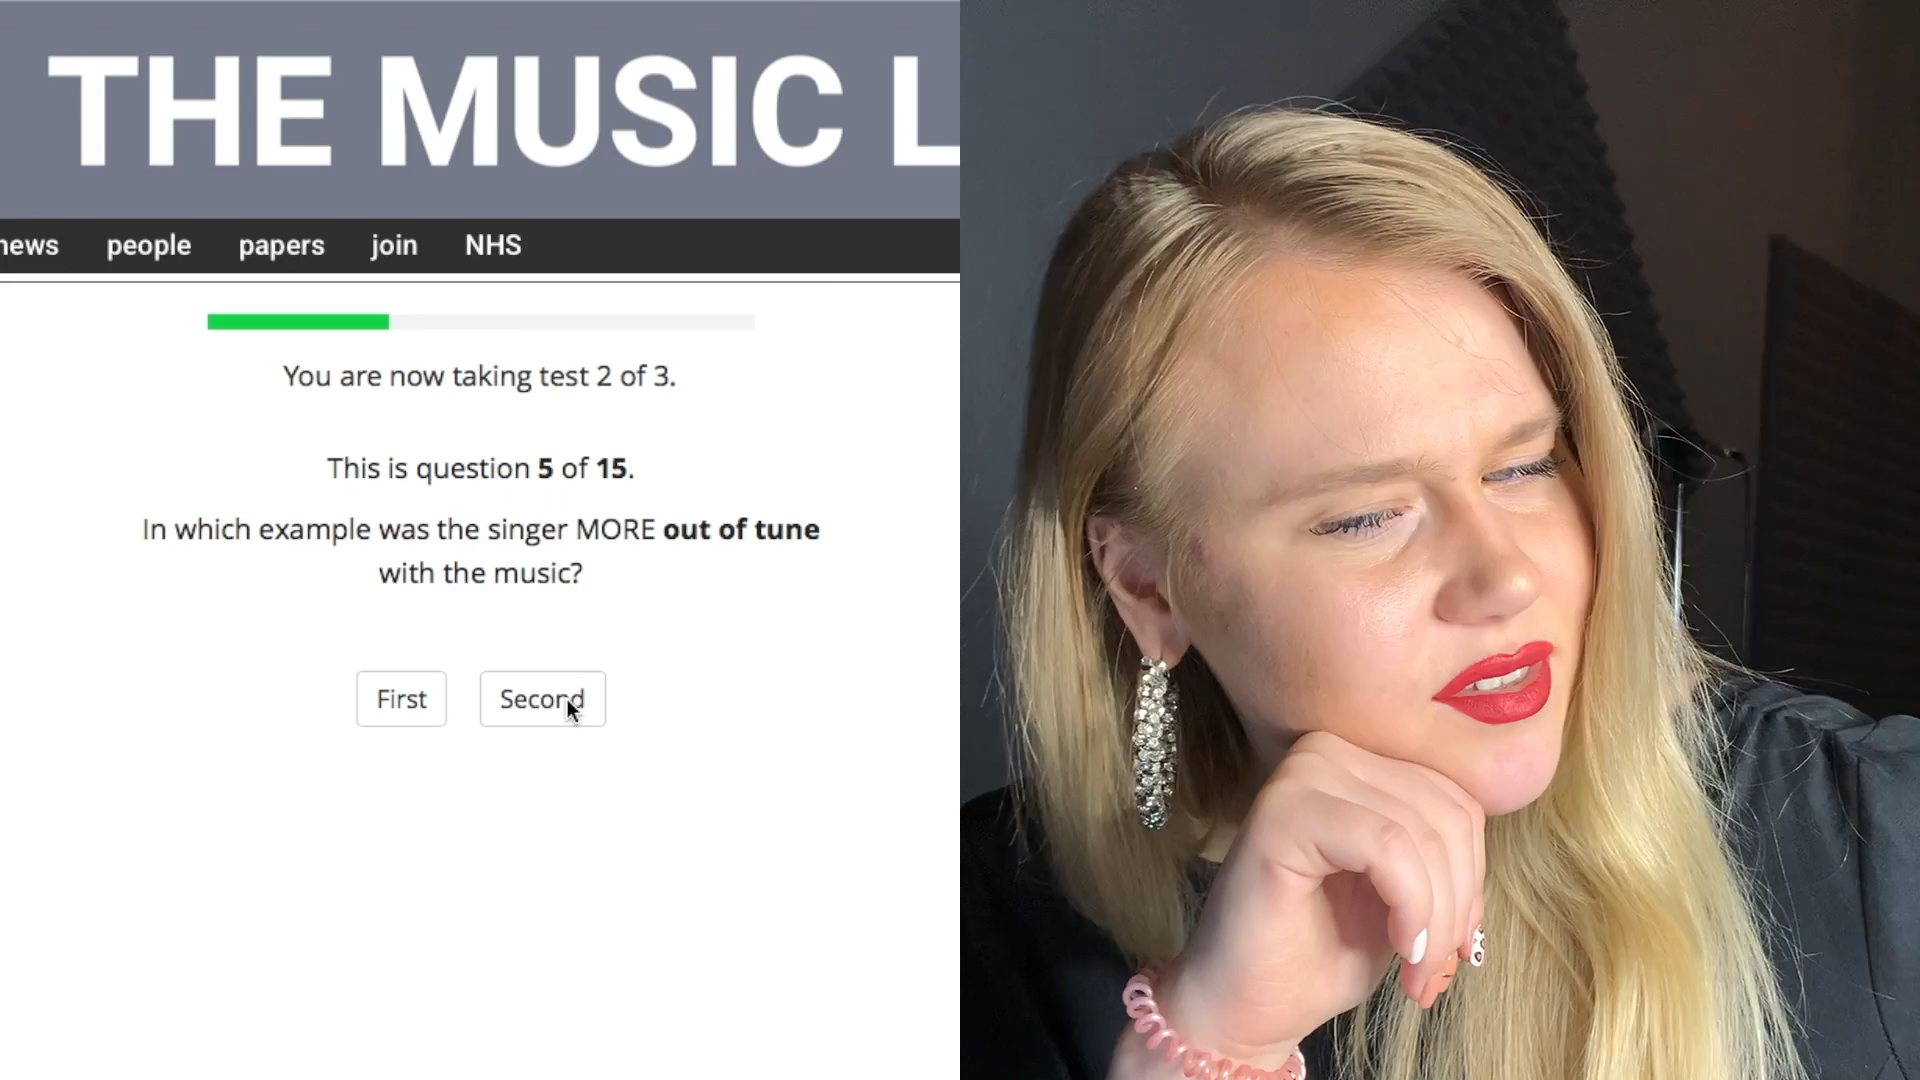 THE MUSIC L
news people papers join NHS
You are now taking test 2 of 3.
This is question 5 of 15.
In which example was the singer MORE out of tune
with the music?
First Second